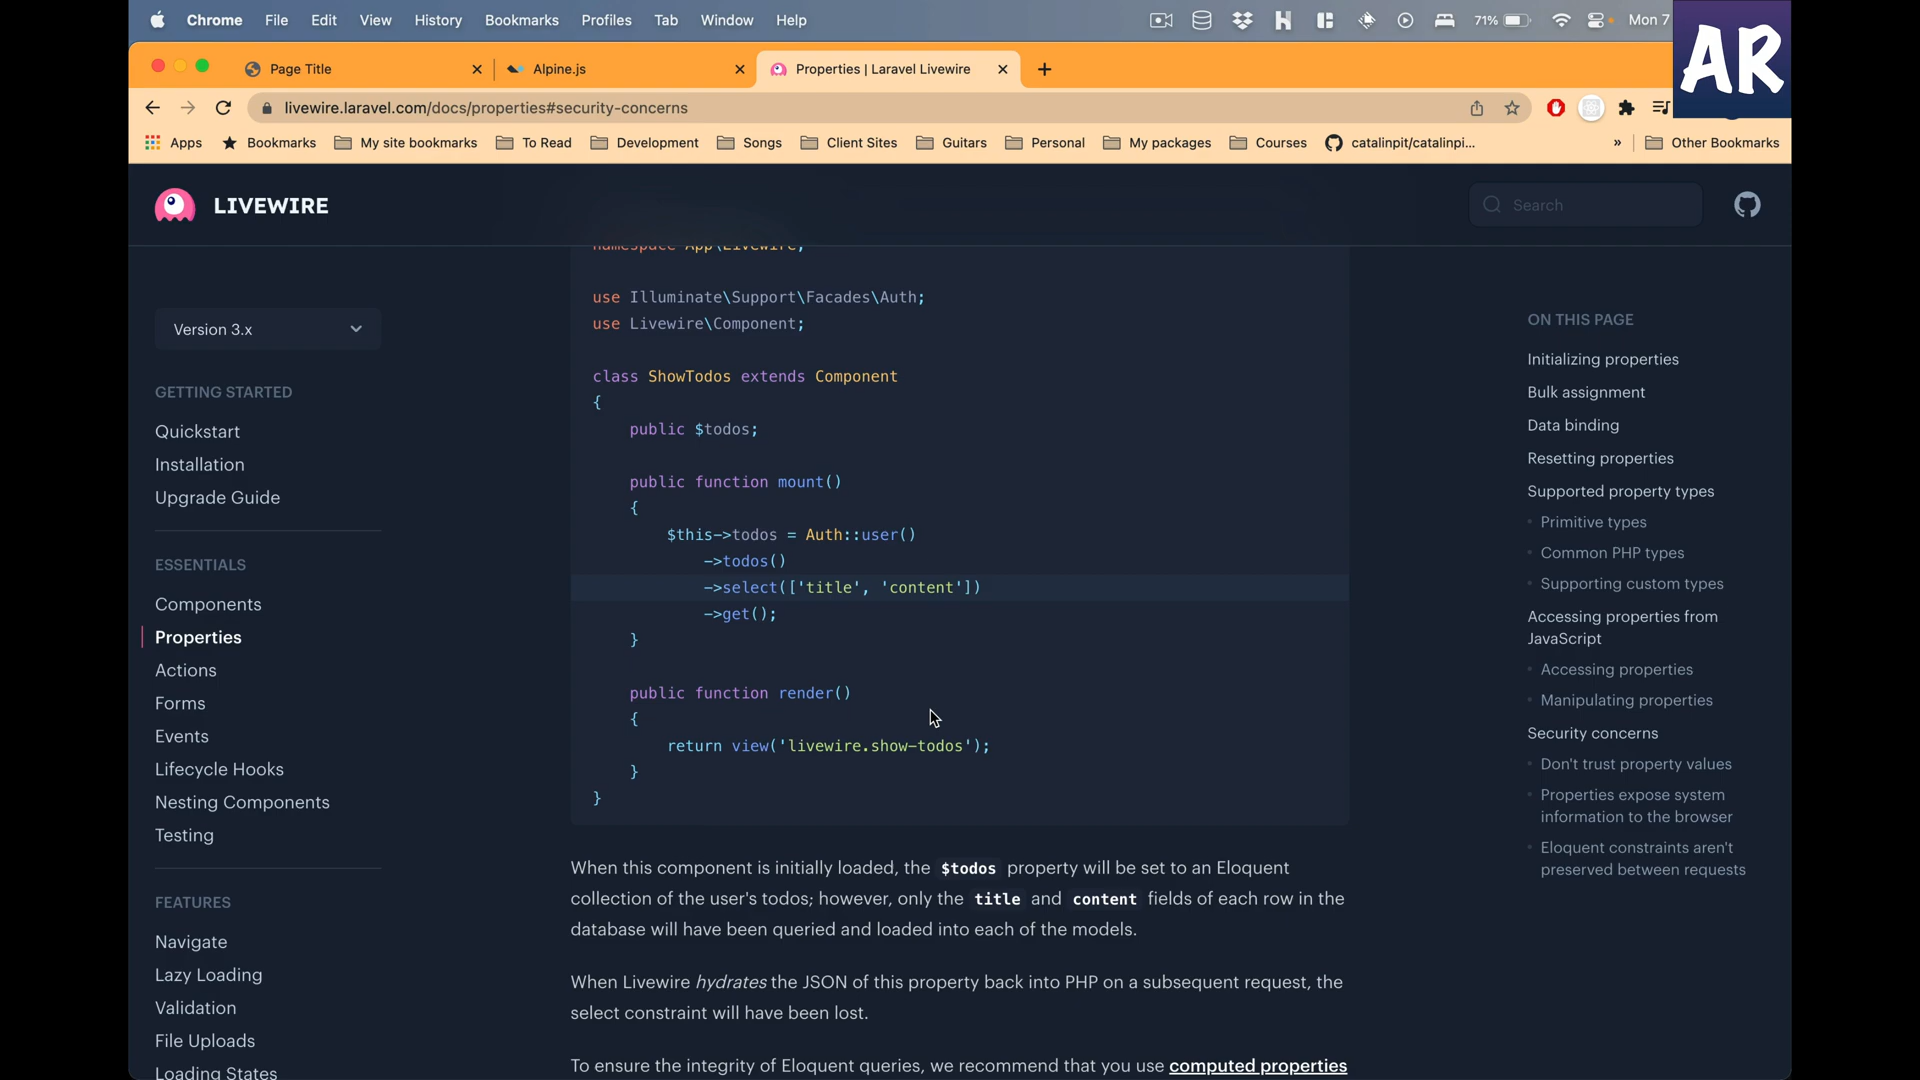 Chrome File Edit View History Bookmarks Profiles Tab Window Help 71% Mon 7
AR
Page Title
Alpine.js
Properties | Laravel Livewire
livewire.laravel.com/docs/properties#security-concerns
Apps Bookmarks My site bookmarks To Read Development Songs Client Sites Guitars Personal My packages Courses catalinpit/catalinpi... » Other Bookmarks
LIVEWIRE
Search
Version 3.x
GETTING STARTED
Quickstart
Installation
Upgrade Guide
ESSENTIALS
Components
Properties
Actions
Forms
Events
Lifecycle Hooks
Nesting Components
Testing
FEATURES
Navigate
Lazy Loading
Validation
File Uploads
Loading States
namespace App\Livewire;
use Illuminate\Support\Facades\Auth;
use Livewire\Component;
class ShowTodos extends Component
{
public $todos;
public function mount()
{
$this->todos = Auth::user()
->todos()
->select(['title', 'content'])
->get();
}
public function render()
{
return view('livewire.show-todos');
}
}
When this component is initially loaded, the $todos property will be set to an Eloquent
collection of the user's todos; however, only the title and content fields of each row in the
database will have been queried and loaded into each of the models.
When Livewire hydrates the JSON of this property back into PHP on a subsequent request, the
select constraint will have been lost.
To ensure the integrity of Eloquent queries, we recommend that you use computed properties
ON THIS PAGE
Initializing properties
Bulk assignment
Data binding
Resetting properties
Supported property types
Primitive types
Common PHP types
Supporting custom types
Accessing properties from
JavaScript
Accessing properties
Manipulating properties
Security concerns
Don't trust property values
Properties expose system
information to the browser
Eloquent constraints aren't
preserved between requests